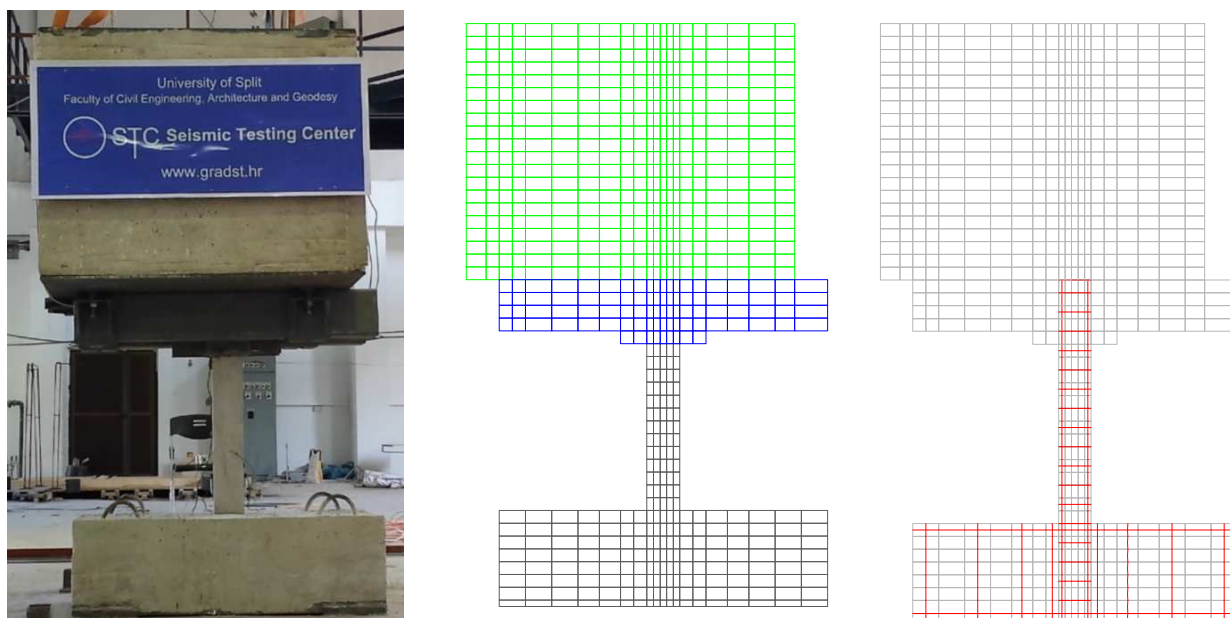 University of Split
Faculty of Civil Engineering, Architecture and Geodesy
STC Seismic Testing Center
www.gradst.hr